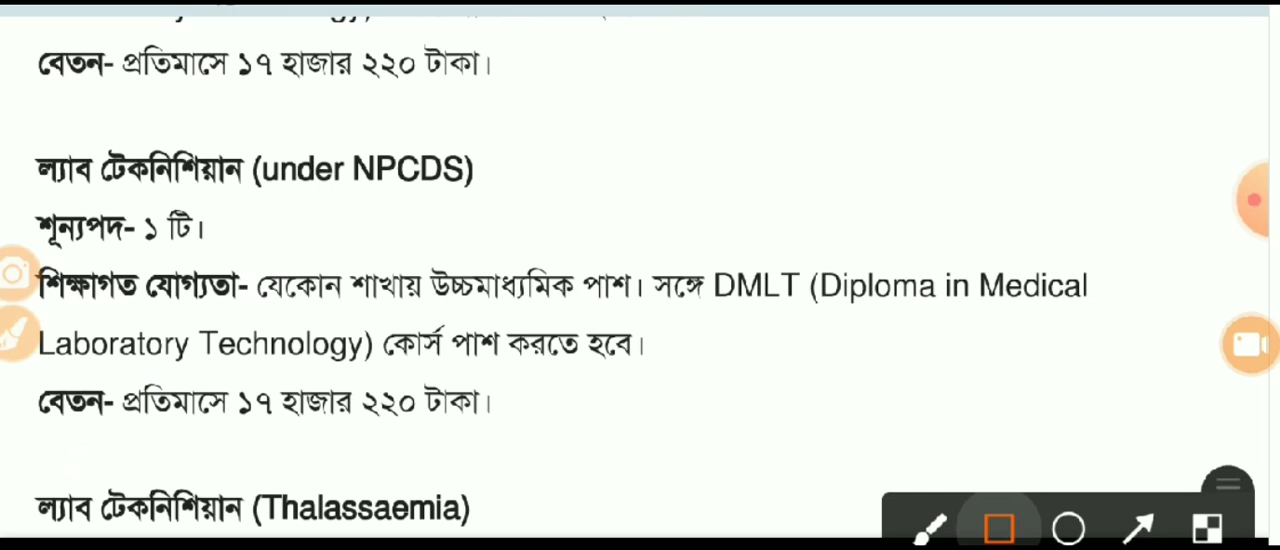 বেতন- প্রতিমাসে ১৭ হাজার ২২০ টাকা।
ল্যাব টেকনিশিয়ান (under NPCDS)
শূন্যপদ- ১ টি।
শিক্ষাগত যোগ্যতা- যেকোন শাখায় উচ্চমাধ্যমিক পাশ। সঙ্গে DMLT (Diploma in Medical
Laboratory Technology) কোর্স পাশ করতে হবে।
বেতন- প্রতিমাসে ১৭ হাজার ২২০ টাকা।
ল্যাব টেকনিশিয়ান (Thalassaemia)